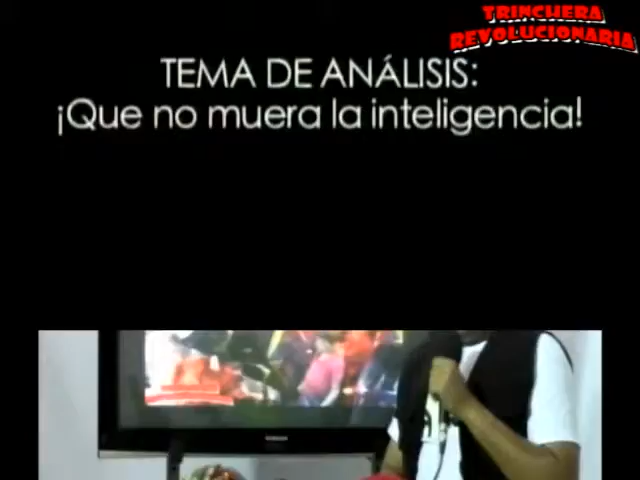 TRINCHERA
REVOLUCIONARIA
TEMA DE ANÁLISIS:
¡Que no muera la inteligencia!